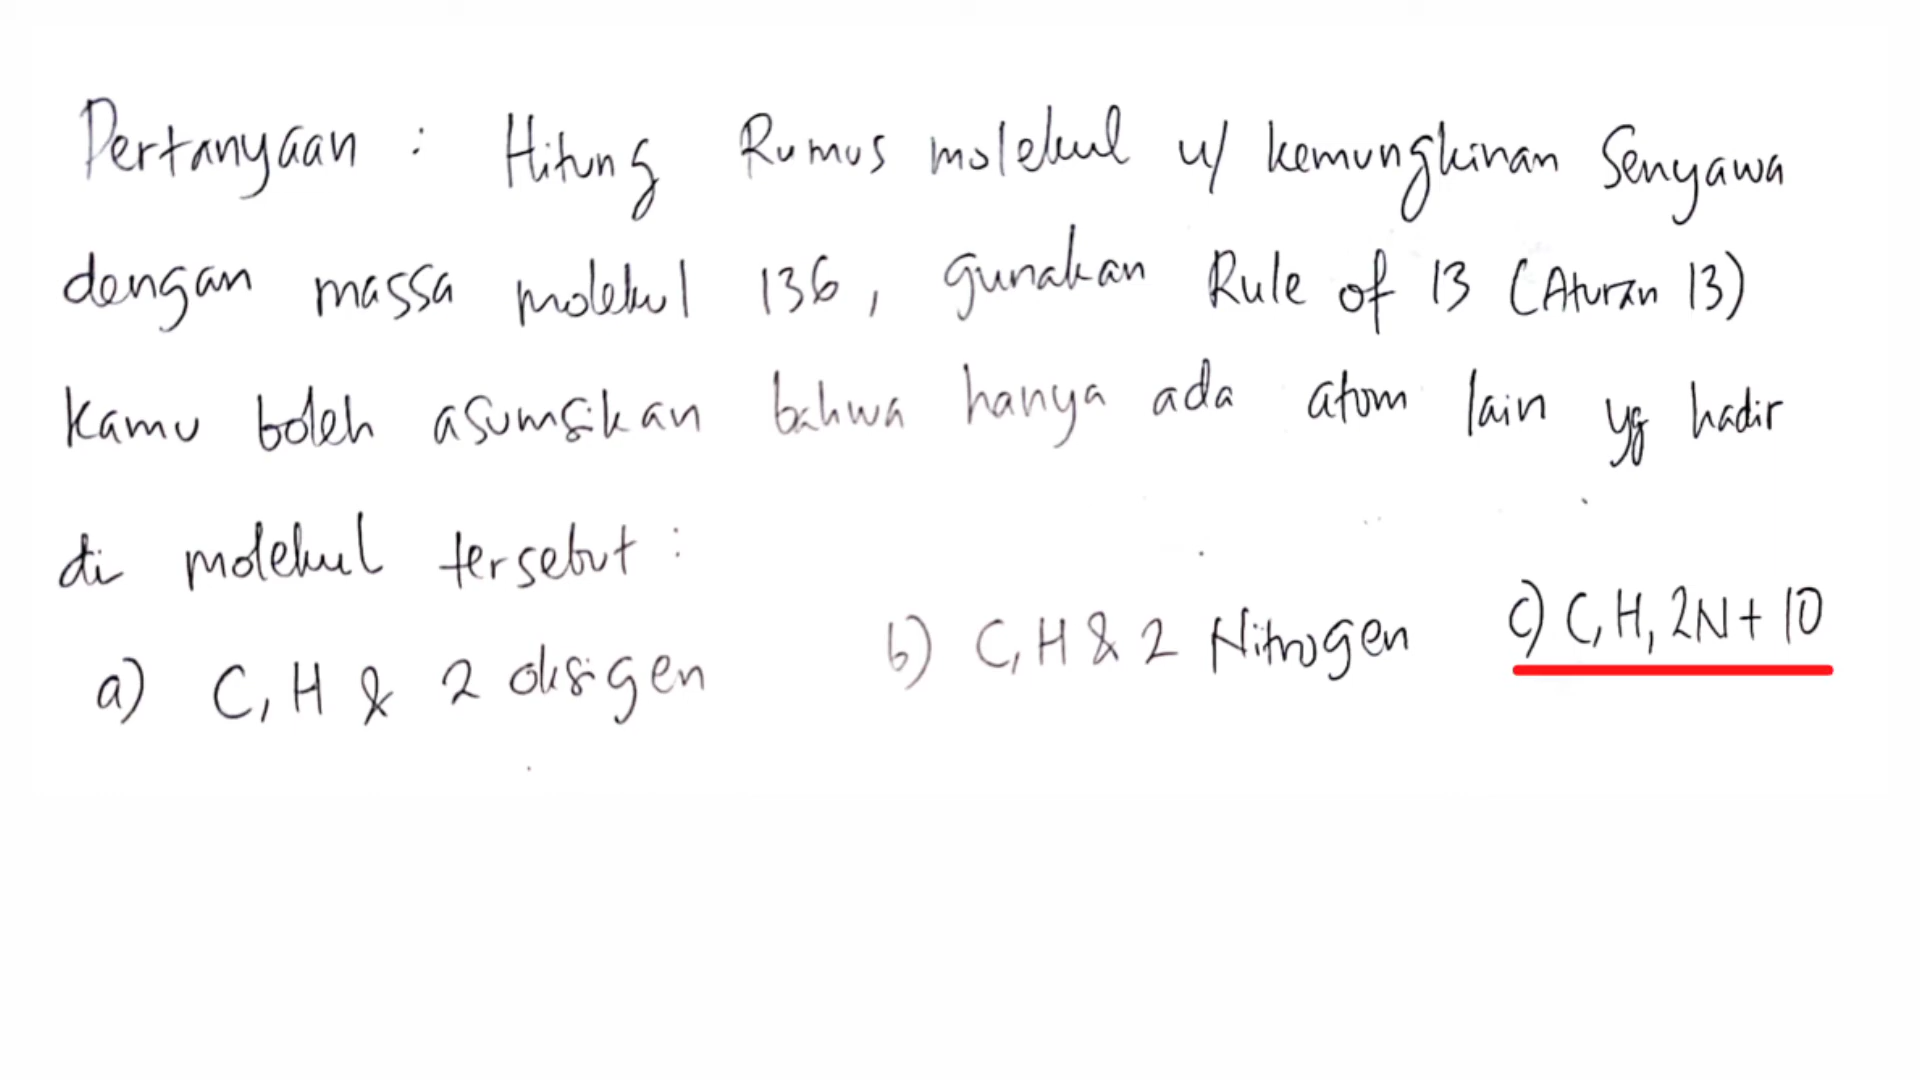 Pertanyaan : Hitung Rumus molekul u/ kemungkinan Senyawa
dengan massa molekul 136, gunakan Rule of 13 (Aturan 13)
Kamu boleh asumsikan bahwa hanya ada atom lain yg hadir
di molekul tersebut :
a) C, H & 2 oksigen b) C, H & 2 Nitrogen c) C, H, 2N + 1O